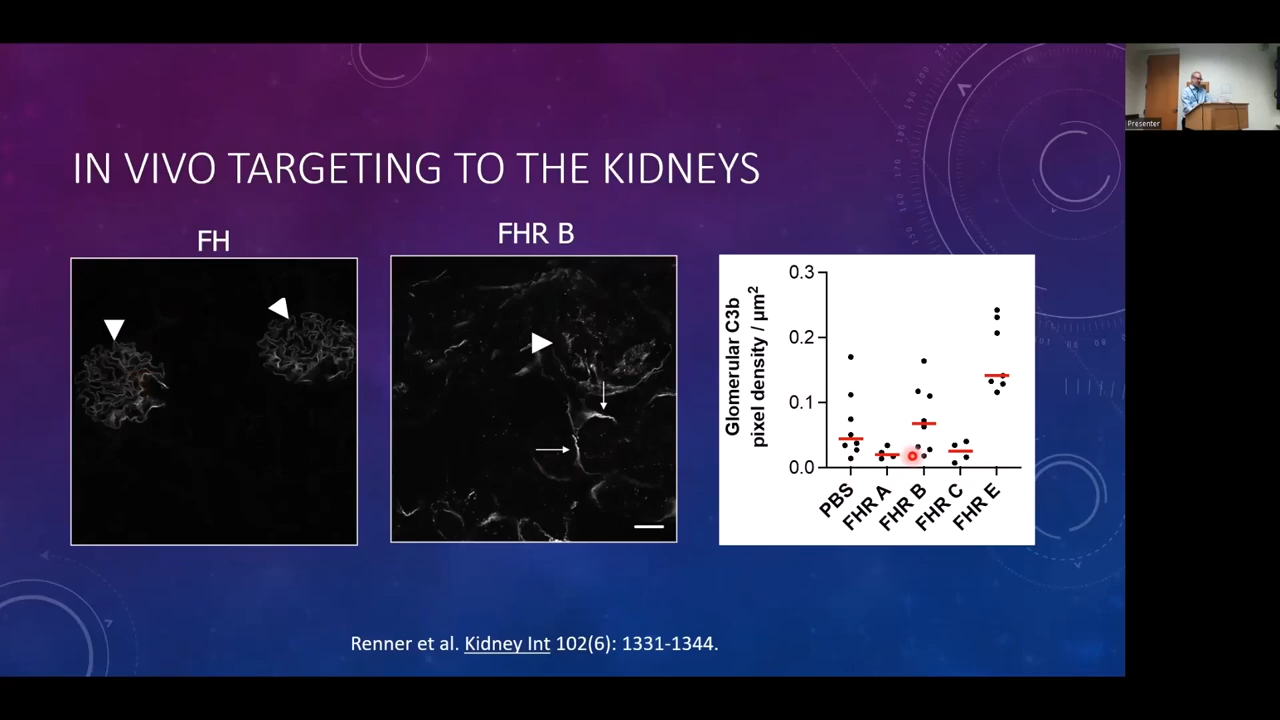 IN VIVO TARGETING TO THE KIDNEYS
FH
FHR B
Glomerular C3b
pixel density / µm²
0.3
0.2
0.1
0.0
PBS
FHR A
FHR B
FHR C
FHR E
Renner et al. Kidney Int 102(6): 1331-1344.
Presenter